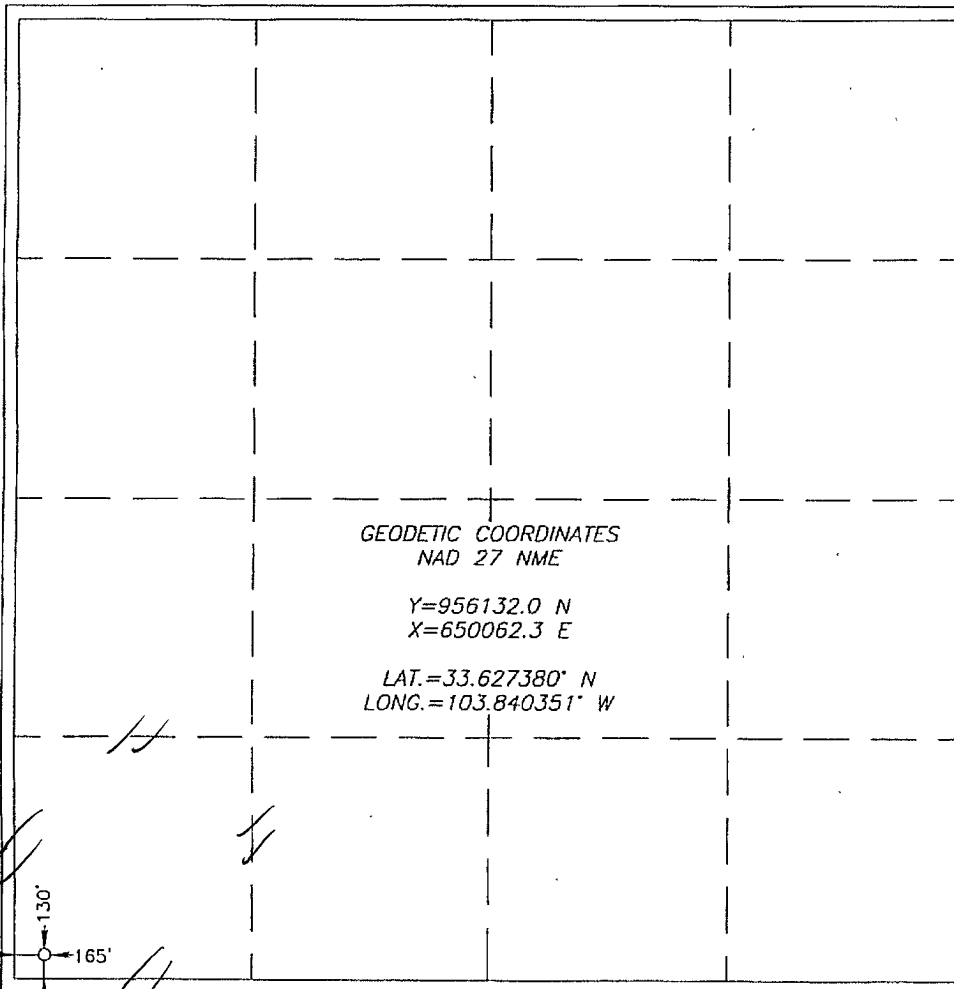 GEODETIC COORDINATES
NAD 27 NME
Y=956132.0 N
X=650062.3 E
LAT.=33.627380° N
LONG.=103.840351° W
130'
165'